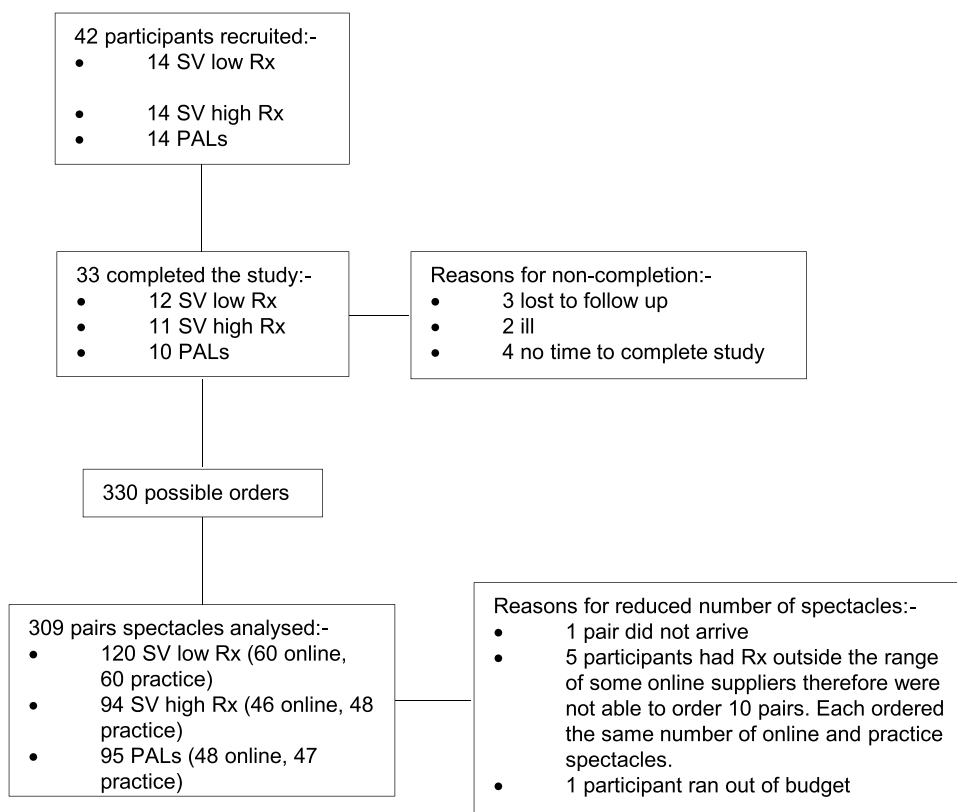 42 participants recruited:-
• 14 SV low Rx
• 14 SV high Rx
• 14 PALs
33 completed the study:-
• 12 SV low Rx
• 11 SV high Rx
• 10 PALs
Reasons for non-completion:-
• 3 lost to follow up
• 2 ill
• 4 no time to complete study
330 possible orders
309 pairs spectacles analysed:-
• 120 SV low Rx (60 online,
60 practice)
• 94 SV high Rx (46 online, 48
practice)
• 95 PALs (48 online, 47
practice)
Reasons for reduced number of spectacles:-
• 1 pair did not arrive
• 5 participants had Rx outside the range
of some online suppliers therefore were
not able to order 10 pairs. Each ordered
the same number of online and practice
spectacles.
• 1 participant ran out of budget